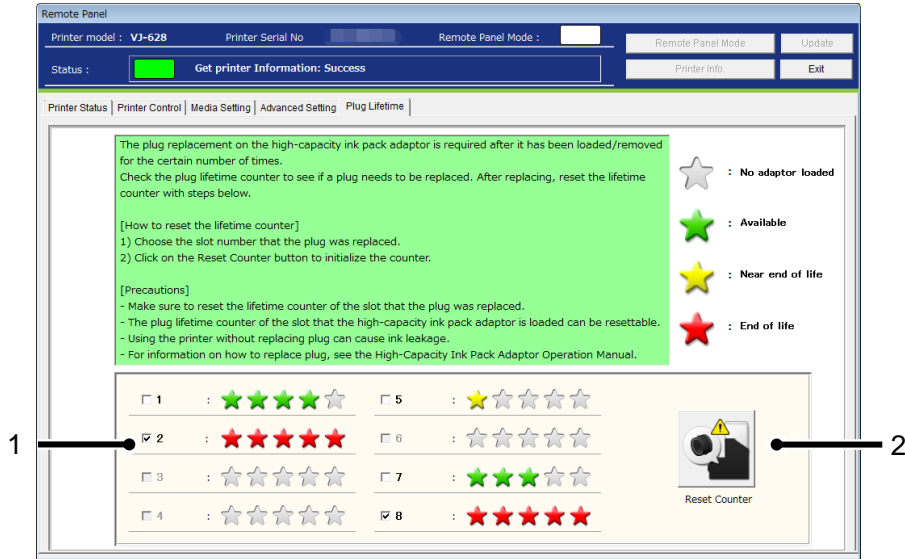 Remote Panel
Printer model : VJ-628 Printer Serial No Remote Panel Mode :
Remote Panel Mode Update
Status : Get printer Information: Success
Printer Info. Exit
Printer Status Printer Control Media Setting Advanced Setting Plug Lifetime
The plug replacement on the high-capacity ink pack adaptor is required after it has been loaded/removed
for the certain number of times.
Check the plug lifetime counter to see if a plug needs to be replaced. After replacing, reset the lifetime
counter with steps below.
[How to reset the lifetime counter]
1) Choose the slot number that the plug was replaced.
2) Click on the Reset Counter button to initialize the counter.
[Precautions]
- Make sure to reset the lifetime counter of the slot that the plug was replaced.
- The plug lifetime counter of the slot that the high-capacity ink pack adaptor is loaded can be resettable.
- Using the printer without replacing plug can cause ink leakage.
- For information on how to replace plug, see the High-Capacity Ink Pack Adaptor Operation Manual.
: No adaptor loaded
: Available
: Near end of life
: End of life
1 :
5 :
2 :
6 :
3 :
7 :
4 :
8 :
Reset Counter
1
2